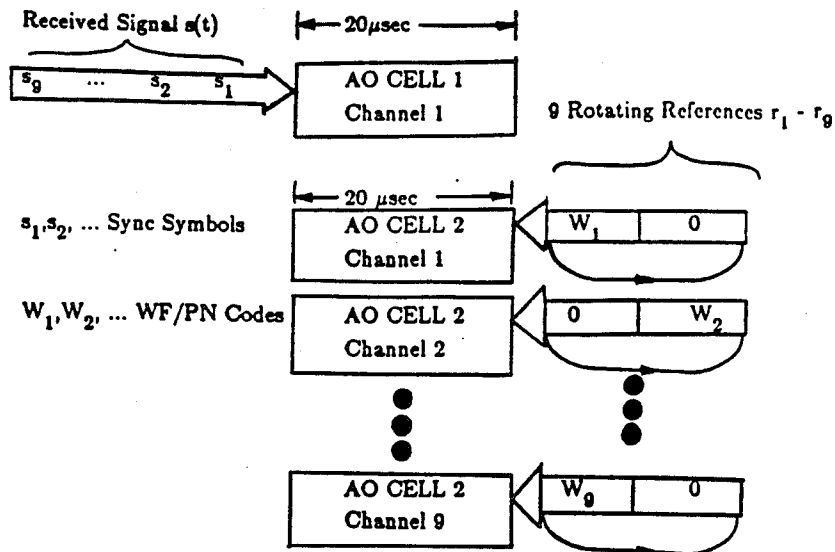 Received Signal s(t)
20μsec
s₉ ... s₂ s₁
AO CELL 1
Channel 1
9 Rotating References r₁ - r₉
20 μsec
s₁,s₂, ... Sync Symbols
AO CELL 2
Channel 1
W₁ 0
W₁,W₂, ... WF/PN Codes
AO CELL 2
Channel 2
0 W₂
AO CELL 2
Channel 9
W₉ 0